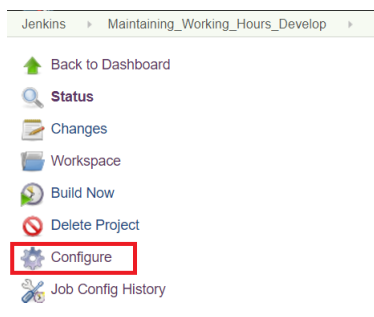 Jenkins Maintaining_Working_Hours_Develop
Back to Dashboard
Status
Changes
Workspace
Build Now
Delete Project
Configure
Job Config History